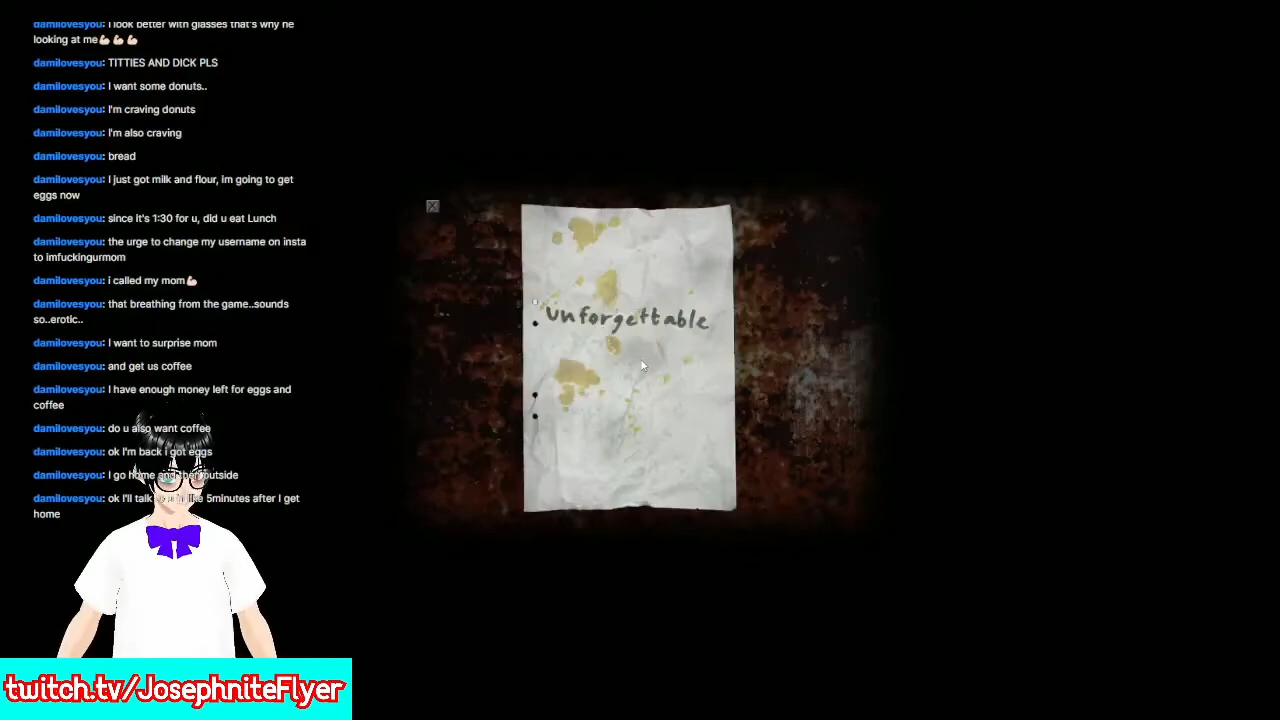 damilovesyou: I look better with glasses that's why he
looking at me💪🏻💪🏻💪🏻
damilovesyou: TITTIES AND DICK PLS
damilovesyou: I want some donuts..
damilovesyou: I'm craving donuts
damilovesyou: I'm also craving
damilovesyou: bread
damilovesyou: I just got milk and flour, im going to get
eggs now
damilovesyou: since it's 1:30 for u, did u eat Lunch
damilovesyou: the urge to change my username on insta
to imfuckingurmom
damilovesyou: i called my mom💪🏻
damilovesyou: that breathing from the game..sounds
so..erotic..
damilovesyou: I want to surprise mom
damilovesyou: and get us coffee
damilovesyou: I have enough money left for eggs and
coffee
damilovesyou: do u also want coffee
damilovesyou: ok I'm back i got eggs
damilovesyou: I go home and then outside
damilovesyou: ok I'll talk like 5minutes after I get
home
unforgettable
twitch.tv/JosephniteFlyer